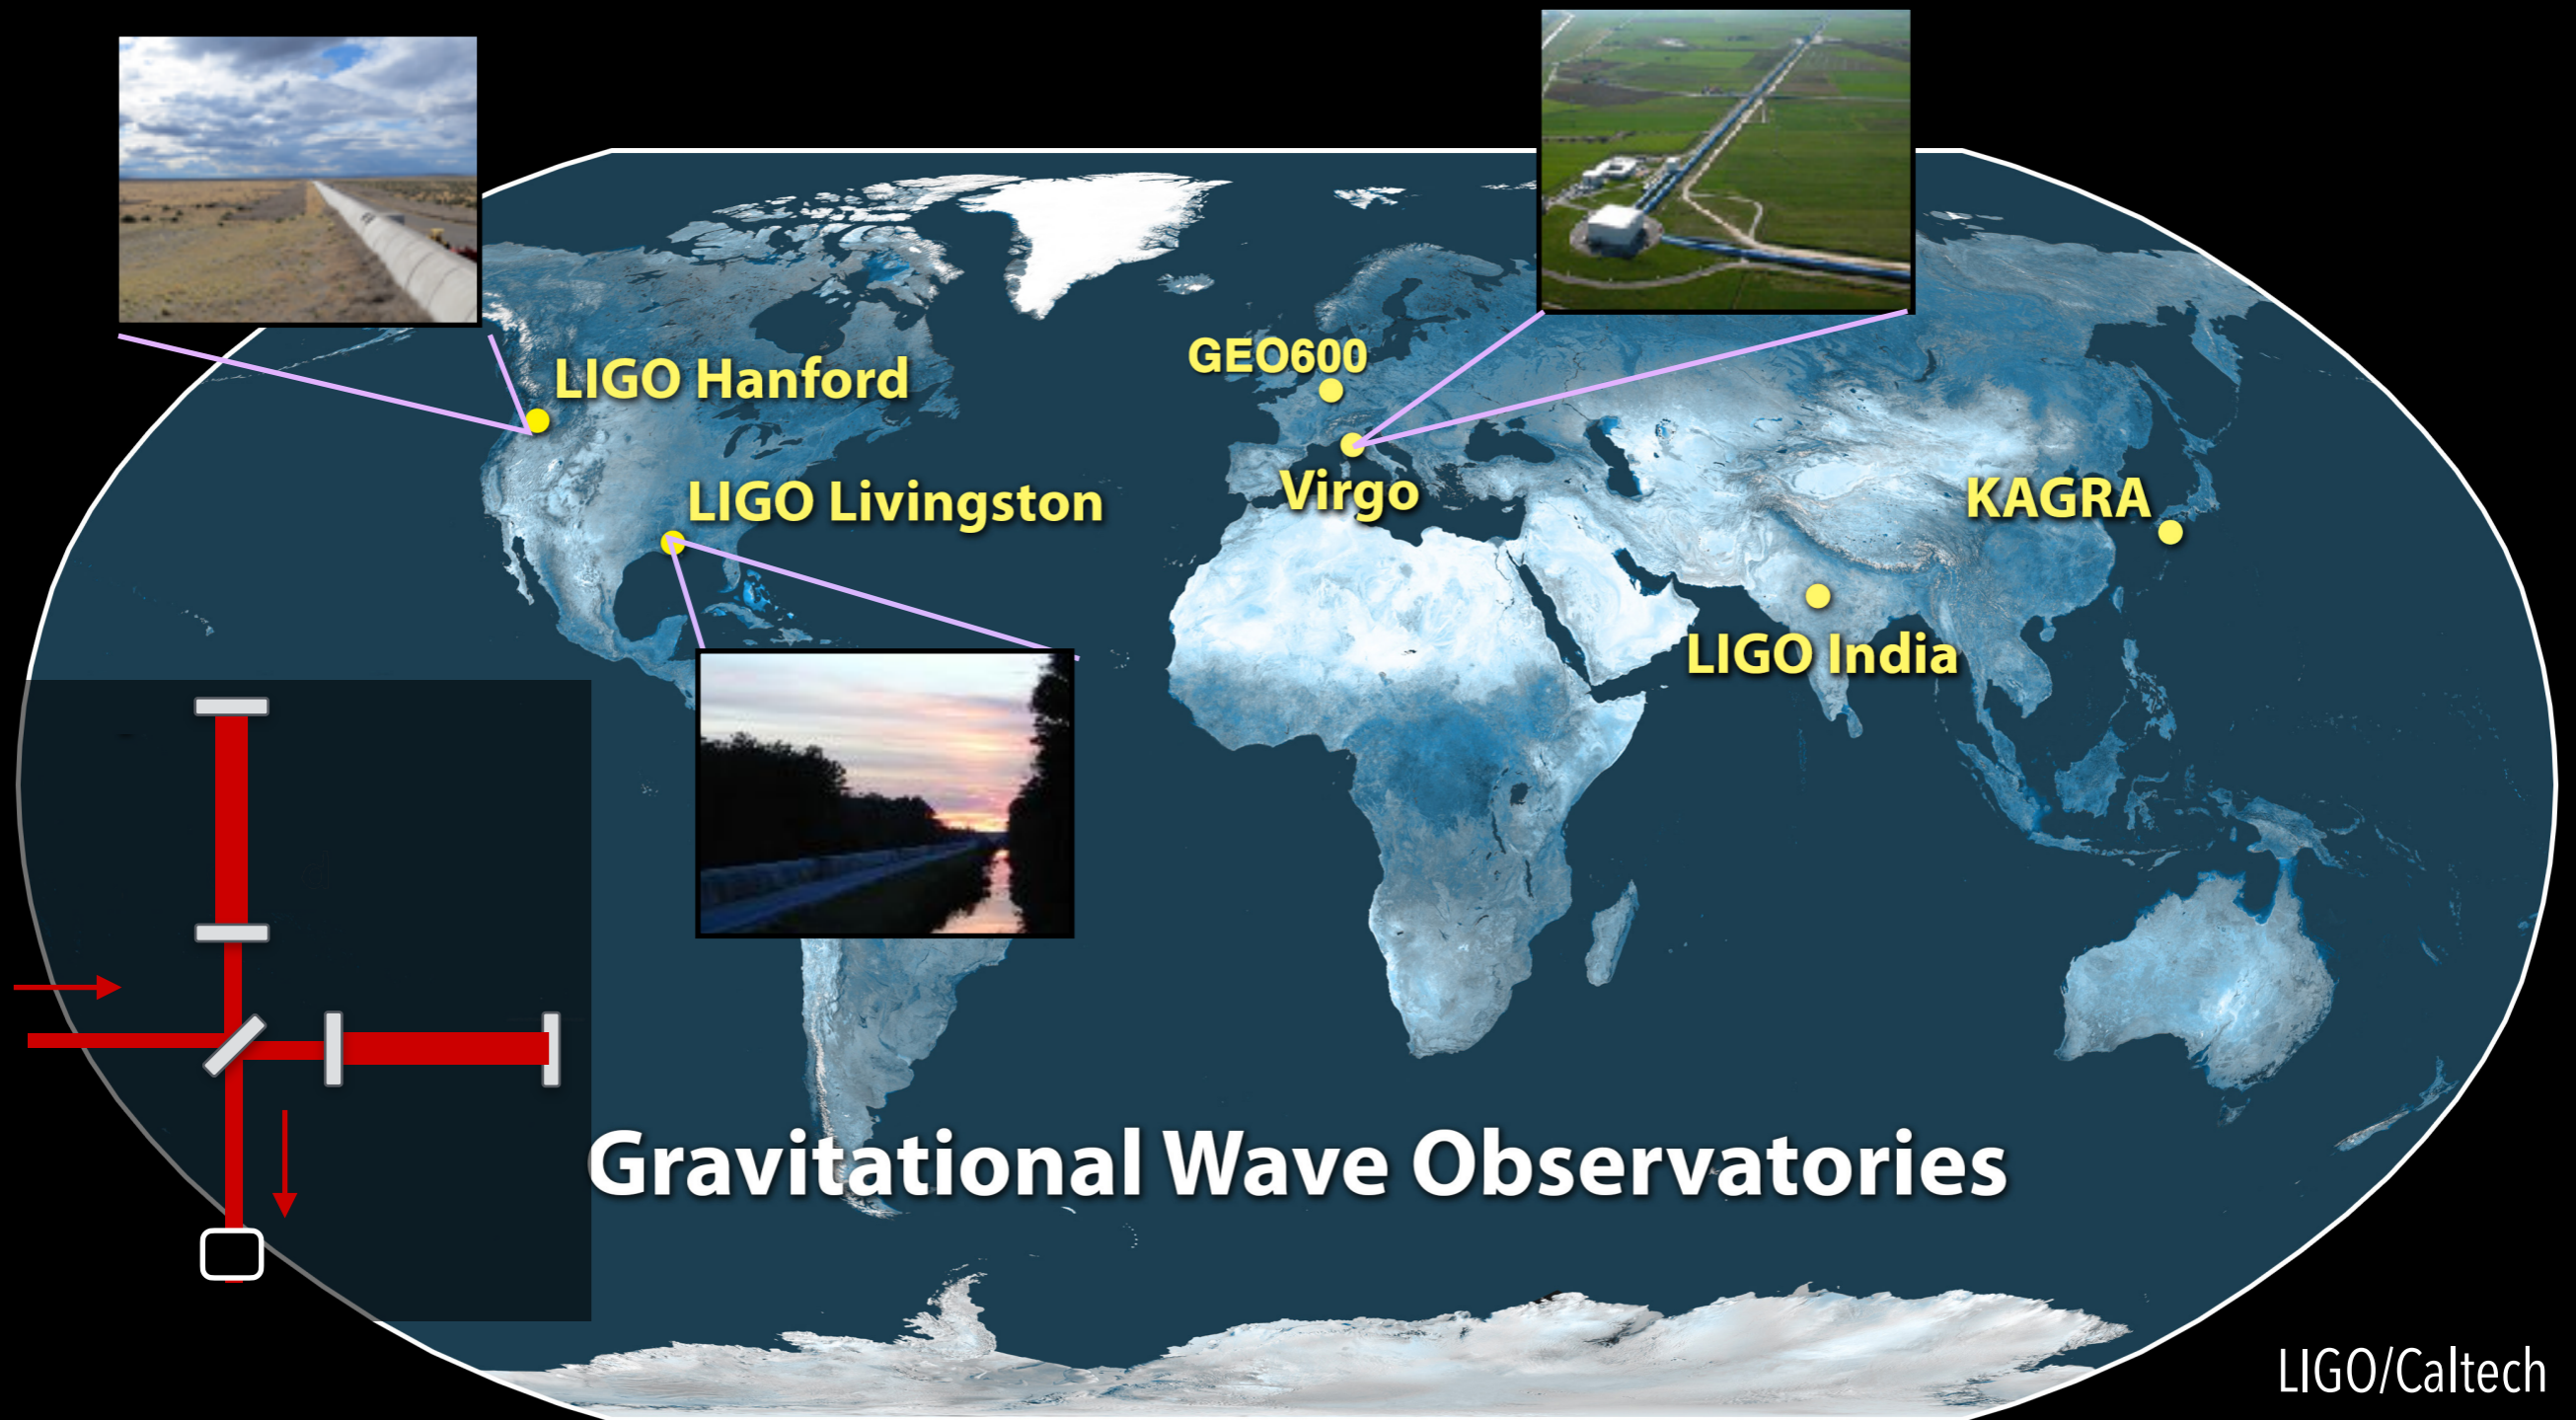 LIGO Hanford
GEO600
LIGO Livingston
Virgo
KAGRA
LIGO India
Gravitational Wave Observatories
LIGO/Caltech